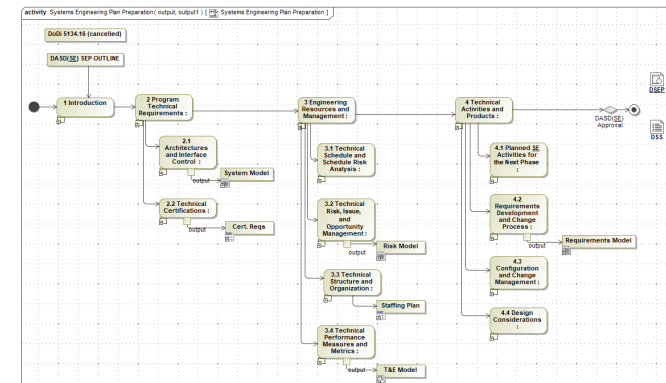 activity Systems Engineering Plan Preparation( output, output1 ) [ Systems Engineering Plan Preparation ]
DoDi 5134.16 (cancelled)
DASD(SE) SEP OUTLINE
1 Introduction
:
2 Program
Technical
Requirements :
2.1
Architectures
and Interface
Control :
output
System Model
2.2 Technical
Certifications :
output
Cert. Reqs
3 Engineering
Resources and
Management :
3.1 Technical
Schedule and
Schedule Risk
Analysis :
3.2 Technical
Risk, Issue,
and
Opportunity
Management :
output
Risk Model
3.3 Technical
Structure and
Organization :
Staffing Plan
3.4 Technical
Performance
Measures and
Metrics :
output
T&E Model
4 Technical
Activities and
Products :
4.1 Planned SE
Activities for
the Next Phase
:
4.2
Requirements
Development
and Change
Process :
output
Requirements Model
4.3
Configuration
and Change
Management :
4.4 Design
Considerations
:
DASD(SE)
Approval
DSEP
DSS